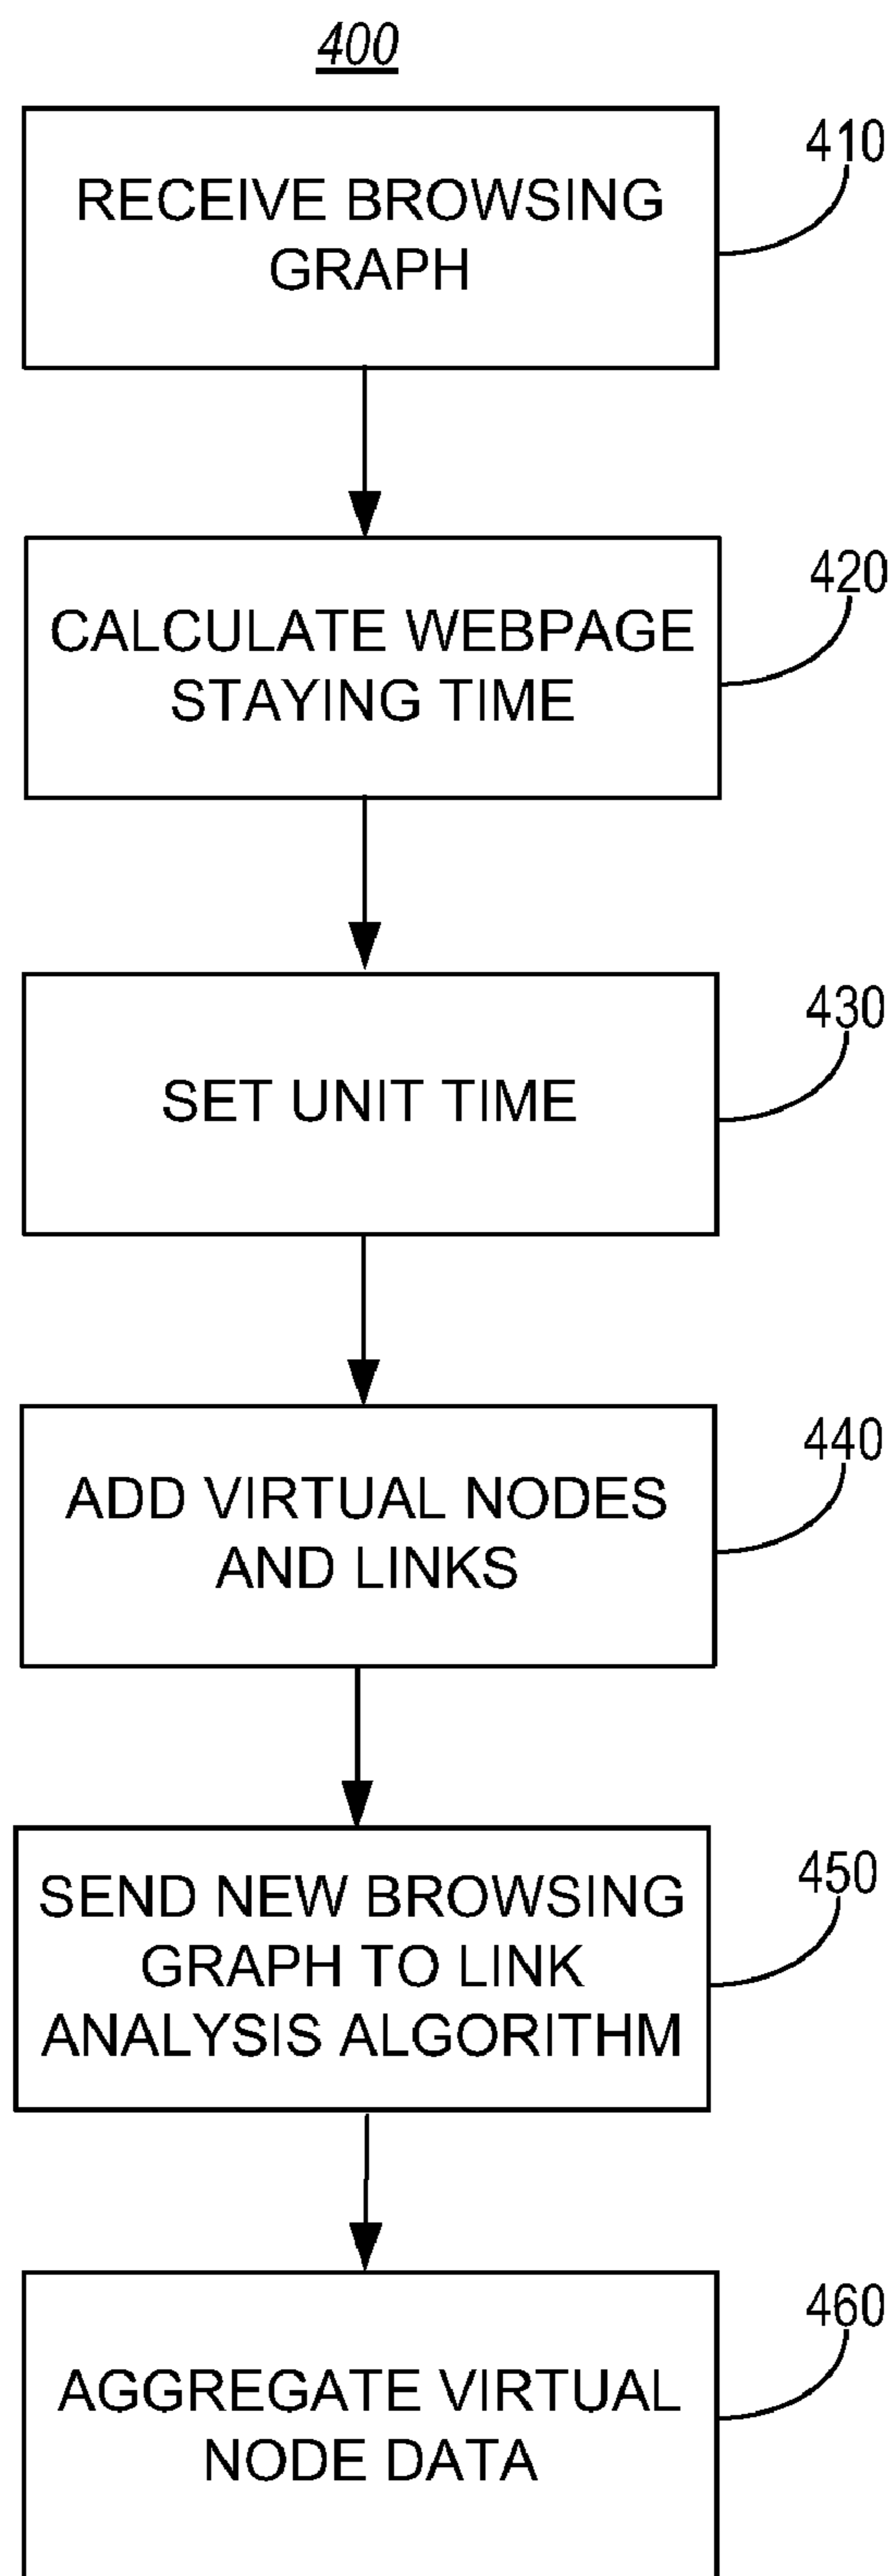 400
410
RECEIVE BROWSING
GRAPH
420
CALCULATE WEBPAGE
STAYING TIME
430
SET UNIT TIME
440
ADD VIRTUAL NODES
AND LINKS
450
SEND NEW BROWSING
GRAPH TO LINK
ANALYSIS ALGORITHM
460
AGGREGATE VIRTUAL
NODE DATA